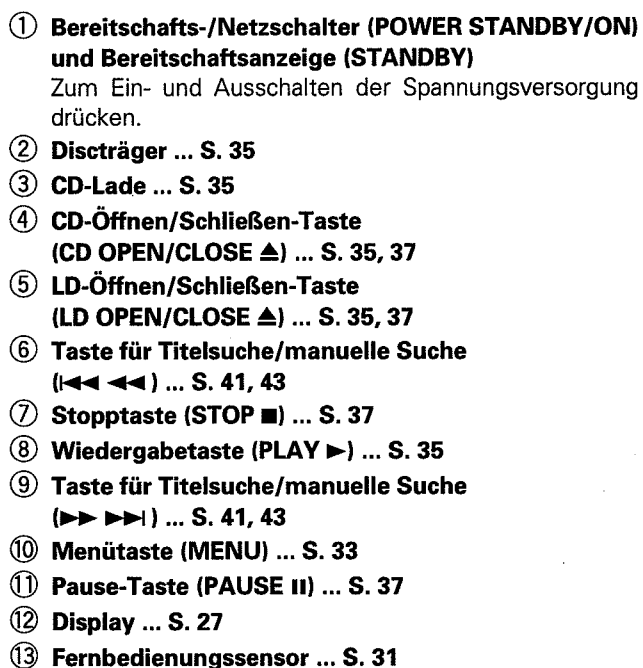 ① Bereitschafts-/Netzschalter (POWER STANDBY/ON)
und Bereitschaftsanzeige (STANDBY)
Zum Ein- und Ausschalten der Spannungsversorgung
drücken.
② Discträger ... S. 35
③ CD-Lade ... S. 35
④ CD-Öffnen/Schließen-Taste
(CD OPEN/CLOSE ≜) ... S. 35, 37
⑤ LD-Öffnen/Schließen-Taste
(LD OPEN/CLOSE ≜) ... S. 35, 37
⑥ Taste für Titelsuche/manuelle Suche
(I◄◄ ◄◄ ) ... S. 41, 43
⑦ Stopptaste (STOP ■) ... S. 37
⑧ Wiedergabetaste (PLAY ►) ... S. 35
⑨ Taste für Titelsuche/manuelle Suche
(►► ►►I ) ... S. 41, 43
⑩ Menütaste (MENU) ... S. 33
⑪ Pause-Taste (PAUSE II) ... S. 37
⑫ Display ... S. 27
⑬ Fernbedienungssensor ... S. 31